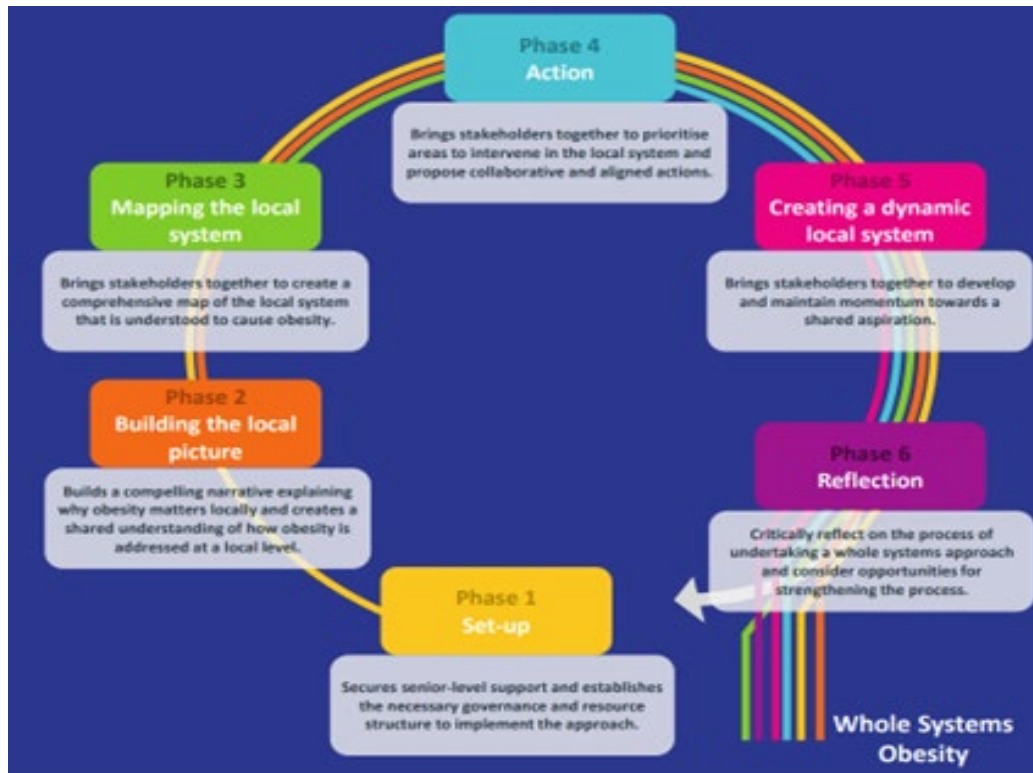 Phase 4
Action
Brings stakeholders together to prioritise
areas to intervene in the local system and
propose collaborative and aligned actions.
Phase 3
Mapping the local
system
Brings stakeholders together to create a
comprehensive map of the local system
that is understood to cause obesity.
Phase 5
Creating a dynamic
local system
Brings stakeholders together to develop
and maintain momentum towards a
shared aspiration.
Phase 2
Building the local
picture
Builds a compelling narrative explaining
why obesity matters locally and creates a
shared understanding of how obesity is
addressed at a local level.
Phase 6
Reflection
Critically reflect on the process of
undertaking a whole systems approach
and consider opportunities for
strengthening the process.
Phase 1
Set-up
Secures senior-level support and establishes
the necessary governance and resource
structure to implement the approach.
Whole Systems
Obesity